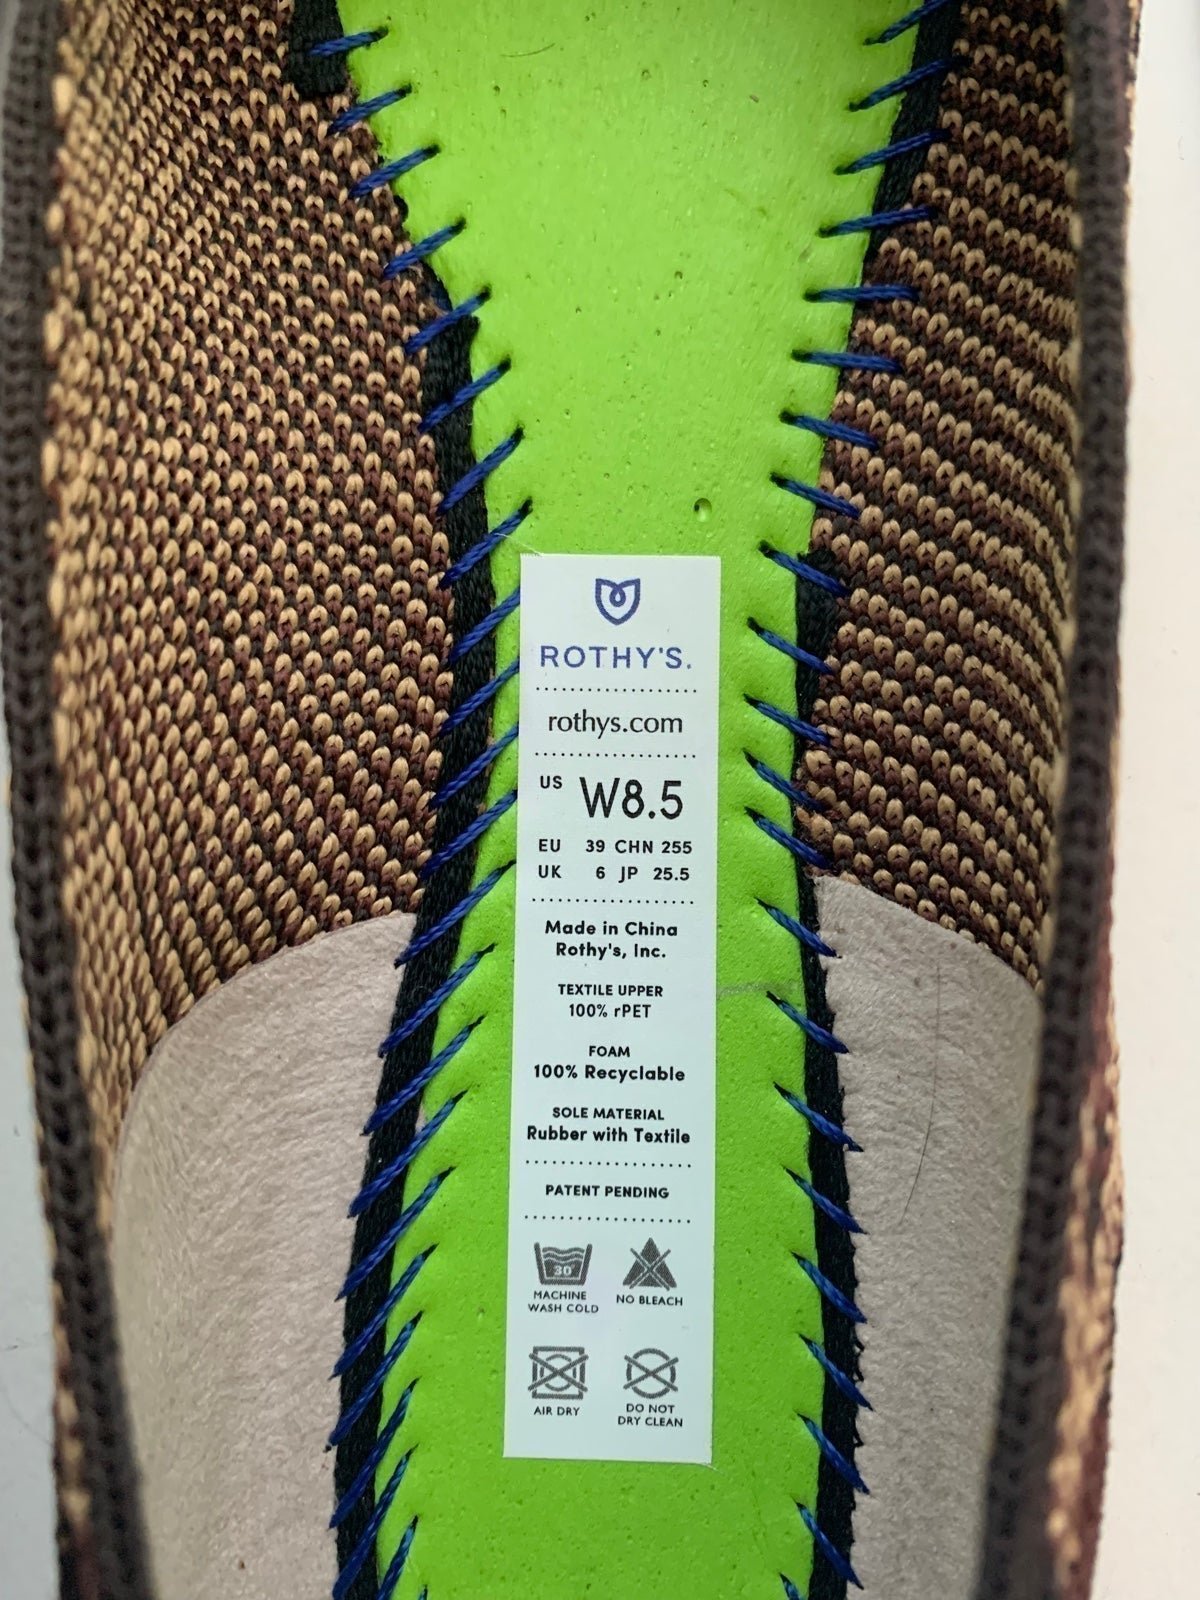 ROTHY'S.
rothys.com
US W8.5
EU 39 CHN 255
UK 6 JP 25.5
Made in China
Rothy's, Inc.
TEXTILE UPPER
100% rPET
FOAM
100% Recyclable
SOLE MATERIAL
Rubber with Textile
PATENT PENDING
30°
MACHINE
WASH COLD
NO BLEACH
AIR DRY
DO NOT
DRY CLEAN